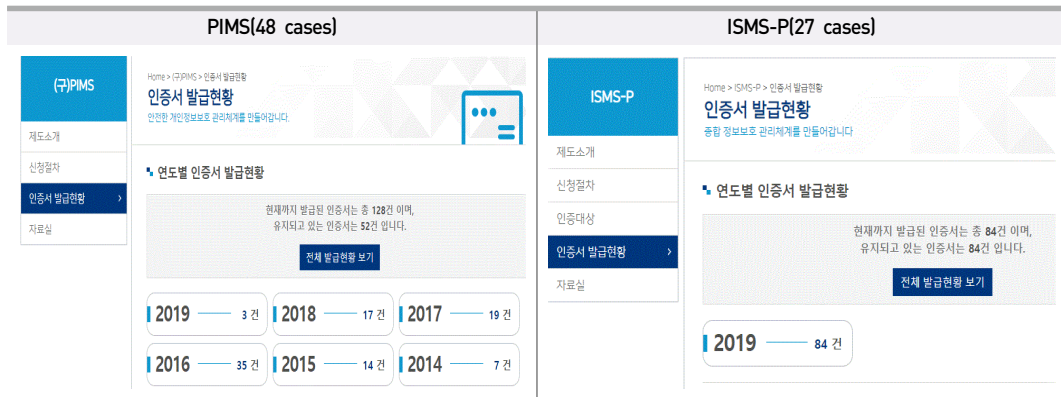 PIMS(48 cases)
(구)PIMS
제도소개
신청절차
인증서 발급현황 >
자료실
Home > (구)PIMS > 인증서 발급현황
인증서 발급현황
안전한 개인정보보호 관리체계를 만들어갑니다.
연도별 인증서 발급현황
현재까지 발급된 인증서는 총 128건 이며,
유지되고 있는 인증서는 52건 입니다.
전체 발급현황 보기
2019 3 건 2018 17 건 2017 19 건
2016 35 건 2015 14 건 2014 7 건
ISMS-P(27 cases)
ISMS-P
제도소개
신청절차
인증대상
인증서 발급현황 >
자료실
Home > ISMS-P > 인증서 발급현황
인증서 발급현황
종합 정보보호 관리체계를 만들어갑니다
연도별 인증서 발급현황
현재까지 발급된 인증서는 총 84건 이며,
유지되고 있는 인증서는 84건 입니다.
전체 발급현황 보기
2019 84 건